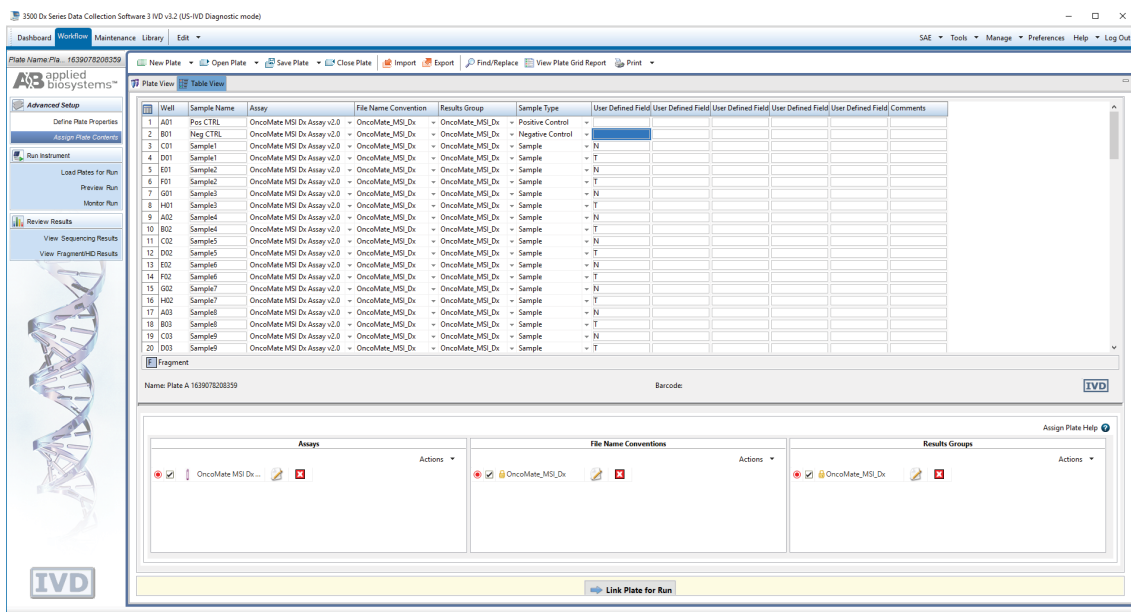 3500 Dx Series Data Collection Software 3 IVD v3.2 (US-IVD Diagnostic mode)
Dashboard Workflow Maintenance Library Edit SAE Tools Manage Preferences Help Log Out
Plate Name:Pla... 1639078208359 New Plate Open Plate Save Plate Close Plate Import Export Find/Replace View Plate Grid Report Print
AB applied biosystems™
Plate View Table View
Advanced Setup
Define Plate Properties
Assign Plate Contents
Run Instrument
Load Plates for Run
Preview Run
Monitor Run
Review Results
View Sequencing Results
View Fragment/HID Results
IVD
Well Sample Name Assay File Name Convention Results Group Sample Type User Defined Field User Defined Field User Defined Field User Defined Field User Defined Field Comments
1 A01 Pos CTRL OncoMate MSI Dx Assay v2.0 OncoMate_MSI_Dx OncoMate_MSI_Dx Positive Control
2 B01 Neg CTRL OncoMate MSI Dx Assay v2.0 OncoMate_MSI_Dx OncoMate_MSI_Dx Negative Control
3 C01 Sample1 OncoMate MSI Dx Assay v2.0 OncoMate_MSI_Dx OncoMate_MSI_Dx Sample N
4 D01 Sample1 OncoMate MSI Dx Assay v2.0 OncoMate_MSI_Dx OncoMate_MSI_Dx Sample T
5 E01 Sample2 OncoMate MSI Dx Assay v2.0 OncoMate_MSI_Dx OncoMate_MSI_Dx Sample N
6 F01 Sample2 OncoMate MSI Dx Assay v2.0 OncoMate_MSI_Dx OncoMate_MSI_Dx Sample T
7 G01 Sample3 OncoMate MSI Dx Assay v2.0 OncoMate_MSI_Dx OncoMate_MSI_Dx Sample N
8 H01 Sample3 OncoMate MSI Dx Assay v2.0 OncoMate_MSI_Dx OncoMate_MSI_Dx Sample T
9 A02 Sample4 OncoMate MSI Dx Assay v2.0 OncoMate_MSI_Dx OncoMate_MSI_Dx Sample N
10 B02 Sample4 OncoMate MSI Dx Assay v2.0 OncoMate_MSI_Dx OncoMate_MSI_Dx Sample T
11 C02 Sample5 OncoMate MSI Dx Assay v2.0 OncoMate_MSI_Dx OncoMate_MSI_Dx Sample N
12 D02 Sample5 OncoMate MSI Dx Assay v2.0 OncoMate_MSI_Dx OncoMate_MSI_Dx Sample T
13 E02 Sample6 OncoMate MSI Dx Assay v2.0 OncoMate_MSI_Dx OncoMate_MSI_Dx Sample N
14 F02 Sample6 OncoMate MSI Dx Assay v2.0 OncoMate_MSI_Dx OncoMate_MSI_Dx Sample T
15 G02 Sample7 OncoMate MSI Dx Assay v2.0 OncoMate_MSI_Dx OncoMate_MSI_Dx Sample N
16 H02 Sample7 OncoMate MSI Dx Assay v2.0 OncoMate_MSI_Dx OncoMate_MSI_Dx Sample T
17 A03 Sample8 OncoMate MSI Dx Assay v2.0 OncoMate_MSI_Dx OncoMate_MSI_Dx Sample N
18 B03 Sample8 OncoMate MSI Dx Assay v2.0 OncoMate_MSI_Dx OncoMate_MSI_Dx Sample T
19 C03 Sample9 OncoMate MSI Dx Assay v2.0 OncoMate_MSI_Dx OncoMate_MSI_Dx Sample N
20 D03 Sample9 OncoMate MSI Dx Assay v2.0 OncoMate_MSI_Dx OncoMate_MSI_Dx Sample T
F Fragment
Name: Plate A 1639078208359 Barcode: IVD
Assign Plate Help ?
Assays File Name Conventions Results Groups
Actions Actions Actions
OncoMate MSI Dx ... OncoMate_MSI_Dx OncoMate_MSI_Dx
Link Plate for Run